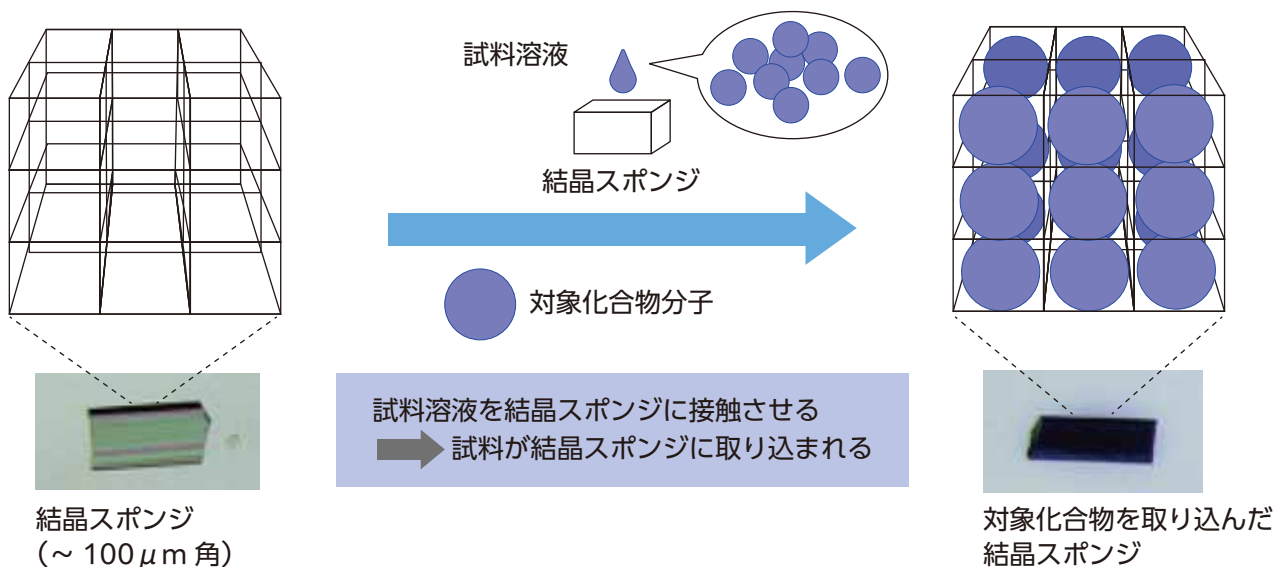 試料溶液
結晶スポンジ
対象化合物分子
試料溶液を結晶スポンジに接触させる
試料が結晶スポンジに取り込まれる
結晶スポンジ
(~ 100μm 角)
対象化合物を取り込んだ
結晶スポンジ